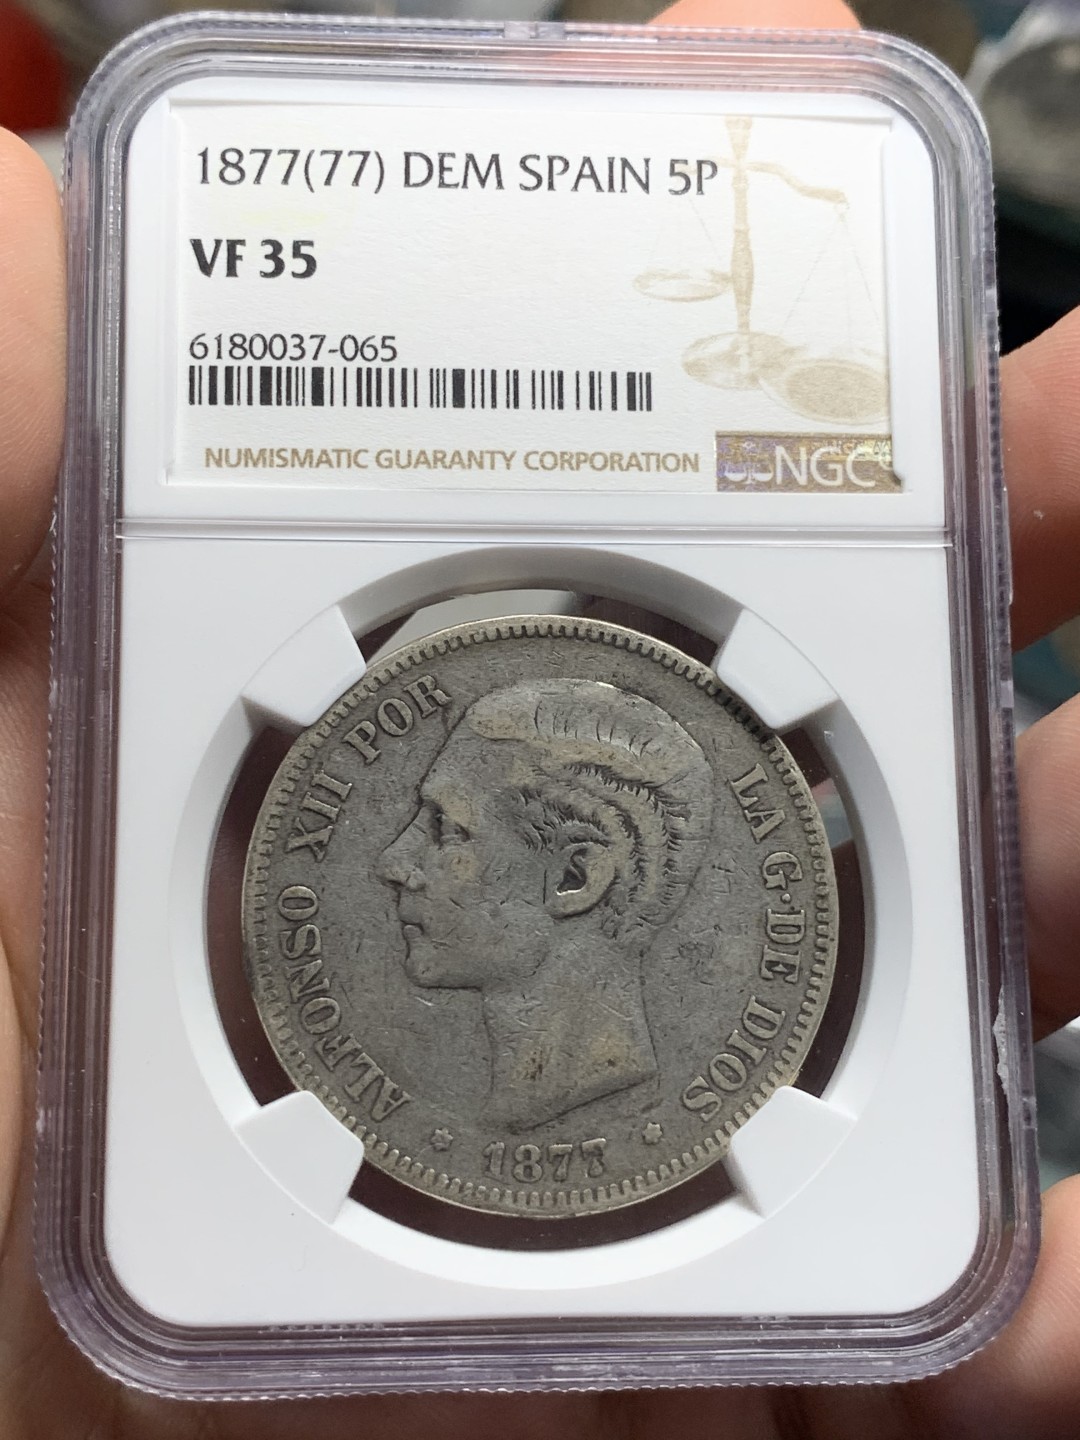 1877(77) DEM SPAIN 5P
VF 35
6180037-065
NUMISMATIC GUARANTY CORPORATION
NGC
ALFONSO XII POR LA G·DE DIOS
1877